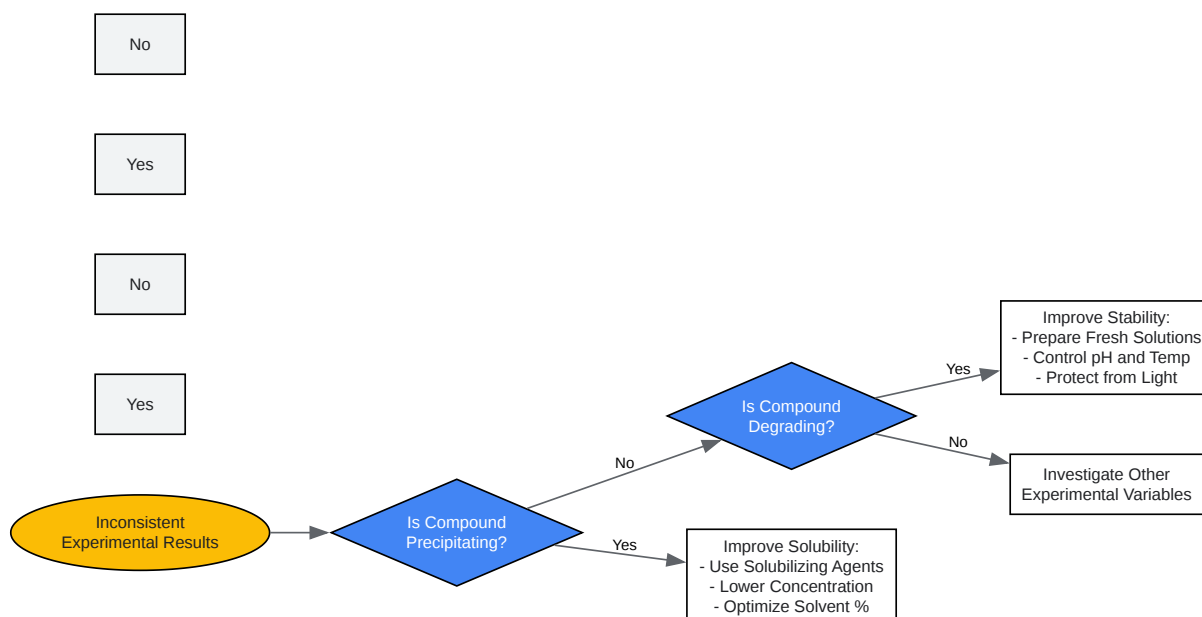 No
Yes
No
Yes
Inconsistent
Experimental Results
Is Compound
Precipitating?
No
Yes
Is Compound
Degrading?
Yes
No
Improve Stability:
- Prepare Fresh Solutions
- Control pH and Temp
- Protect from Light
Investigate Other
Experimental Variables
Improve Solubility:
- Use Solubilizing Agents
- Lower Concentration
- Optimize Solvent %